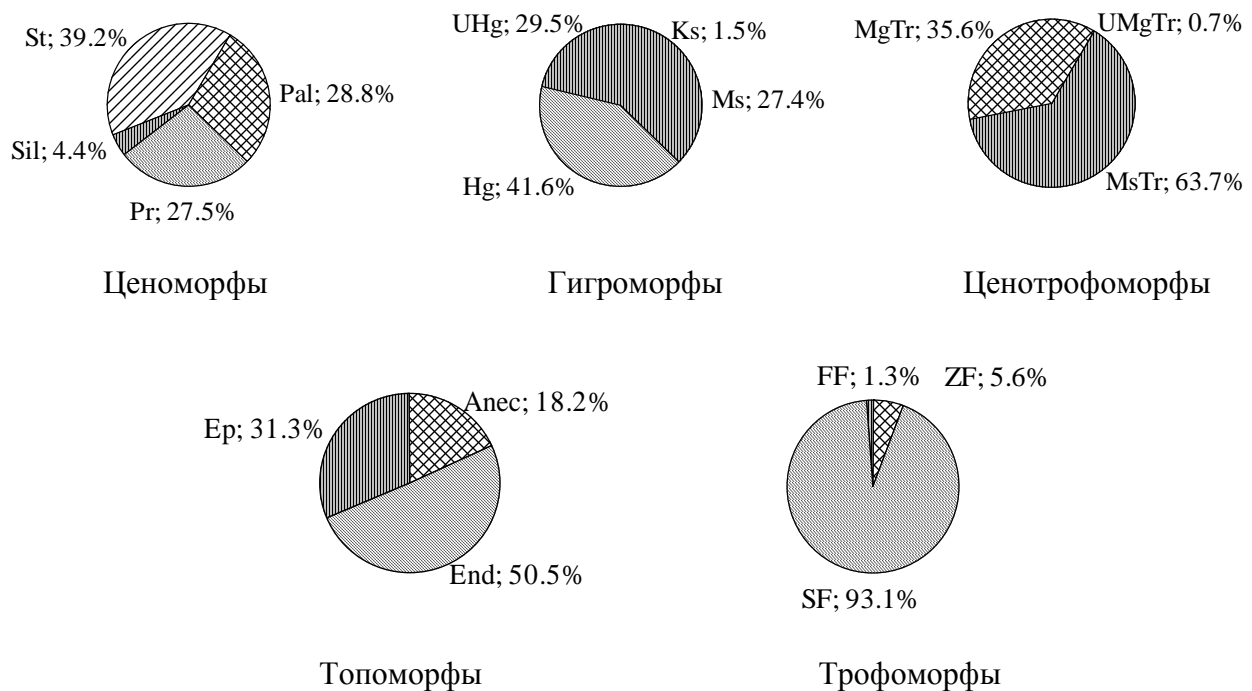 St; 39.2%
Pal; 28.8%
Sil; 4.4%
Pr; 27.5%
Ценоморфы
UHg; 29.5%
Ks; 1.5%
Ms; 27.4%
Hg; 41.6%
Гигроморфы
MgTr; 35.6%
UMgTr; 0.7%
MsTr; 63.7%
Ценотрофоморфы
Ep; 31.3%
Anec; 18.2%
End; 50.5%
Топоморфы
FF; 1.3%
ZF; 5.6%
SF; 93.1%
Трофоморфы